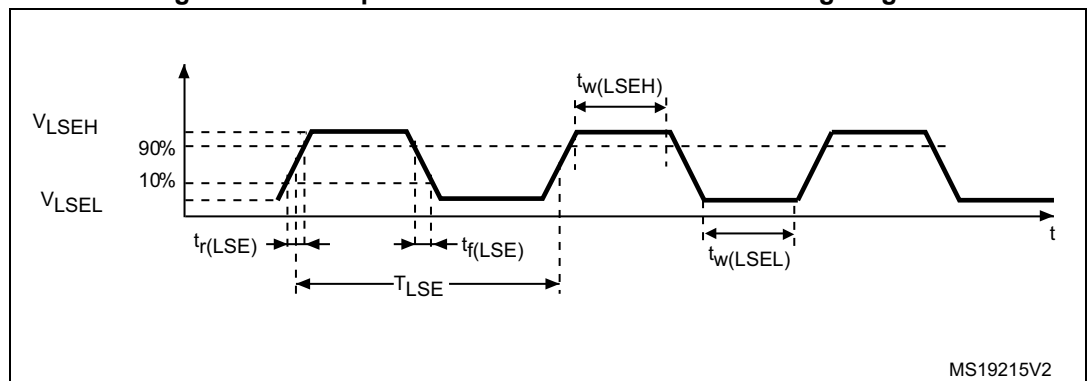 V_LSEH
90%
10%
V_LSEL
t_w(LSEH)
t_r(LSE)
t_f(LSE)
t_w(LSEL)
t
T_LSE
MS19215V2